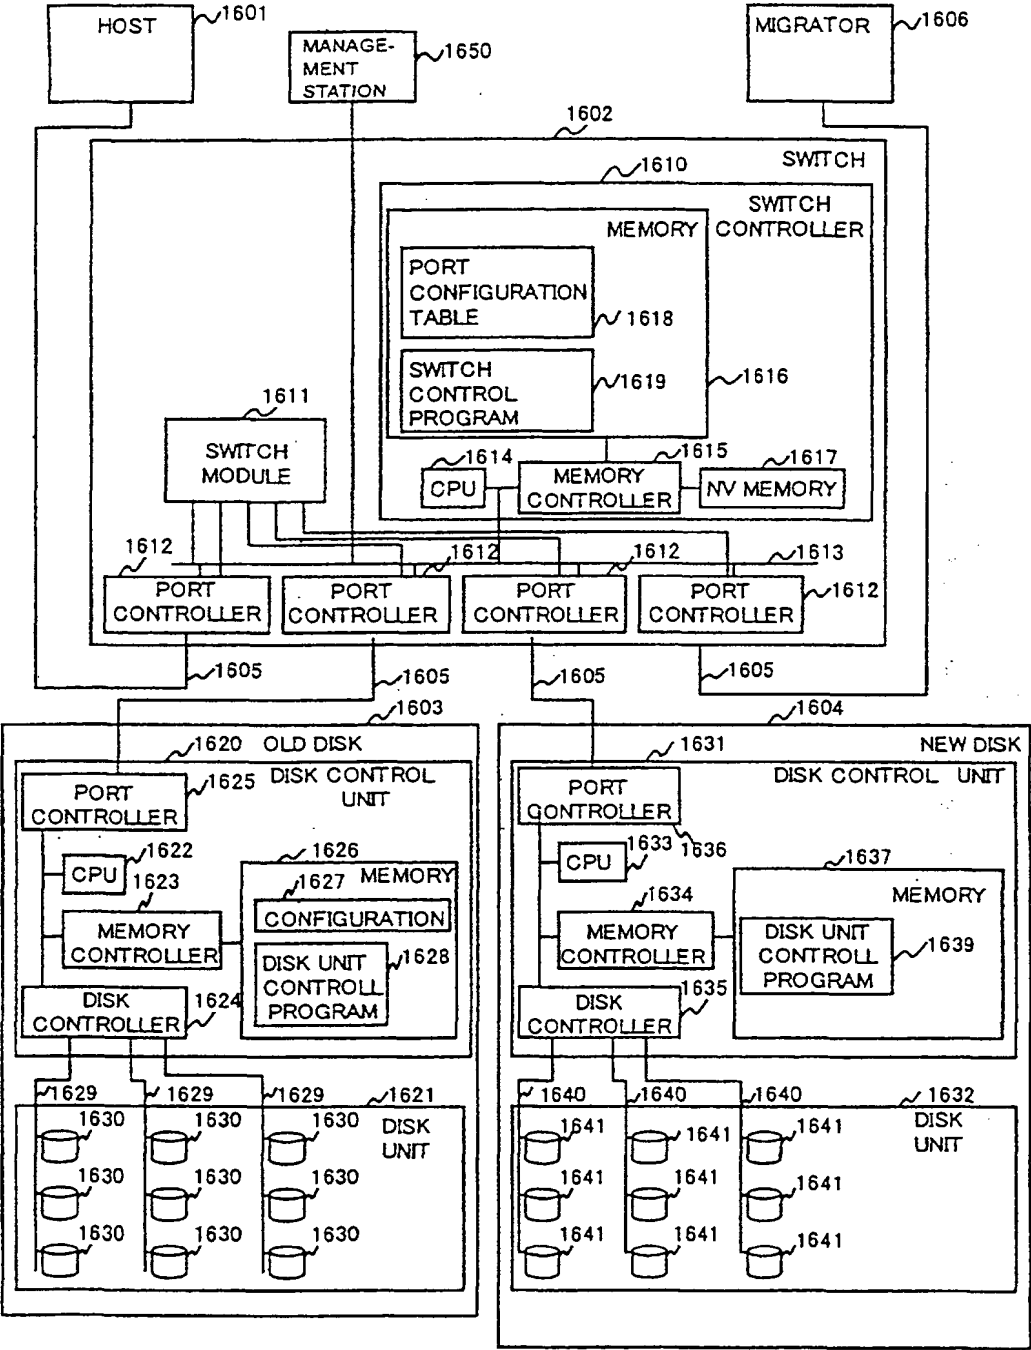 HOST
1601
MANAGE-
MENT
STATION
1650
MIGRATOR
1606
1602
SWITCH
1610
SWITCH
CONTROLLER
MEMORY
PORT
CONFIGURATION
TABLE
1618
SWITCH
CONTROL
PROGRAM
1619
1616
1611
SWITCH
MODULE
1614
CPU
1615
MEMORY
CONTROLLER
1617
NV MEMORY
1612
1612
1612
1613
PORT
CONTROLLER
PORT
CONTROLLER
PORT
CONTROLLER
PORT
CONTROLLER
1612
1605
1605
1605
1605
1603
1604
1620
OLD DISK
DISK CONTROL
UNIT
1625
PORT
CONTROLLER
1622
CPU
1623
MEMORY
CONTROLLER
1626
MEMORY
1627
CONFIGURATION
1628
DISK UNIT
CONTROLL
PROGRAM
1624
DISK
CONTROLLER
1629
1629
1629
1621
DISK
UNIT
1630
1630
1630
1630
1630
1630
1630
1630
1630
1631
NEW DISK
DISK CONTROL UNIT
PORT
CONTROLLER
1636
1633
CPU
1634
MEMORY
CONTROLLER
1637
MEMORY
DISK UNIT
CONTROLL
PROGRAM
1639
1635
DISK
CONTROLLER
1640
1640
1640
1632
DISK
UNIT
1641
1641
1641
1641
1641
1641
1641
1641
1641